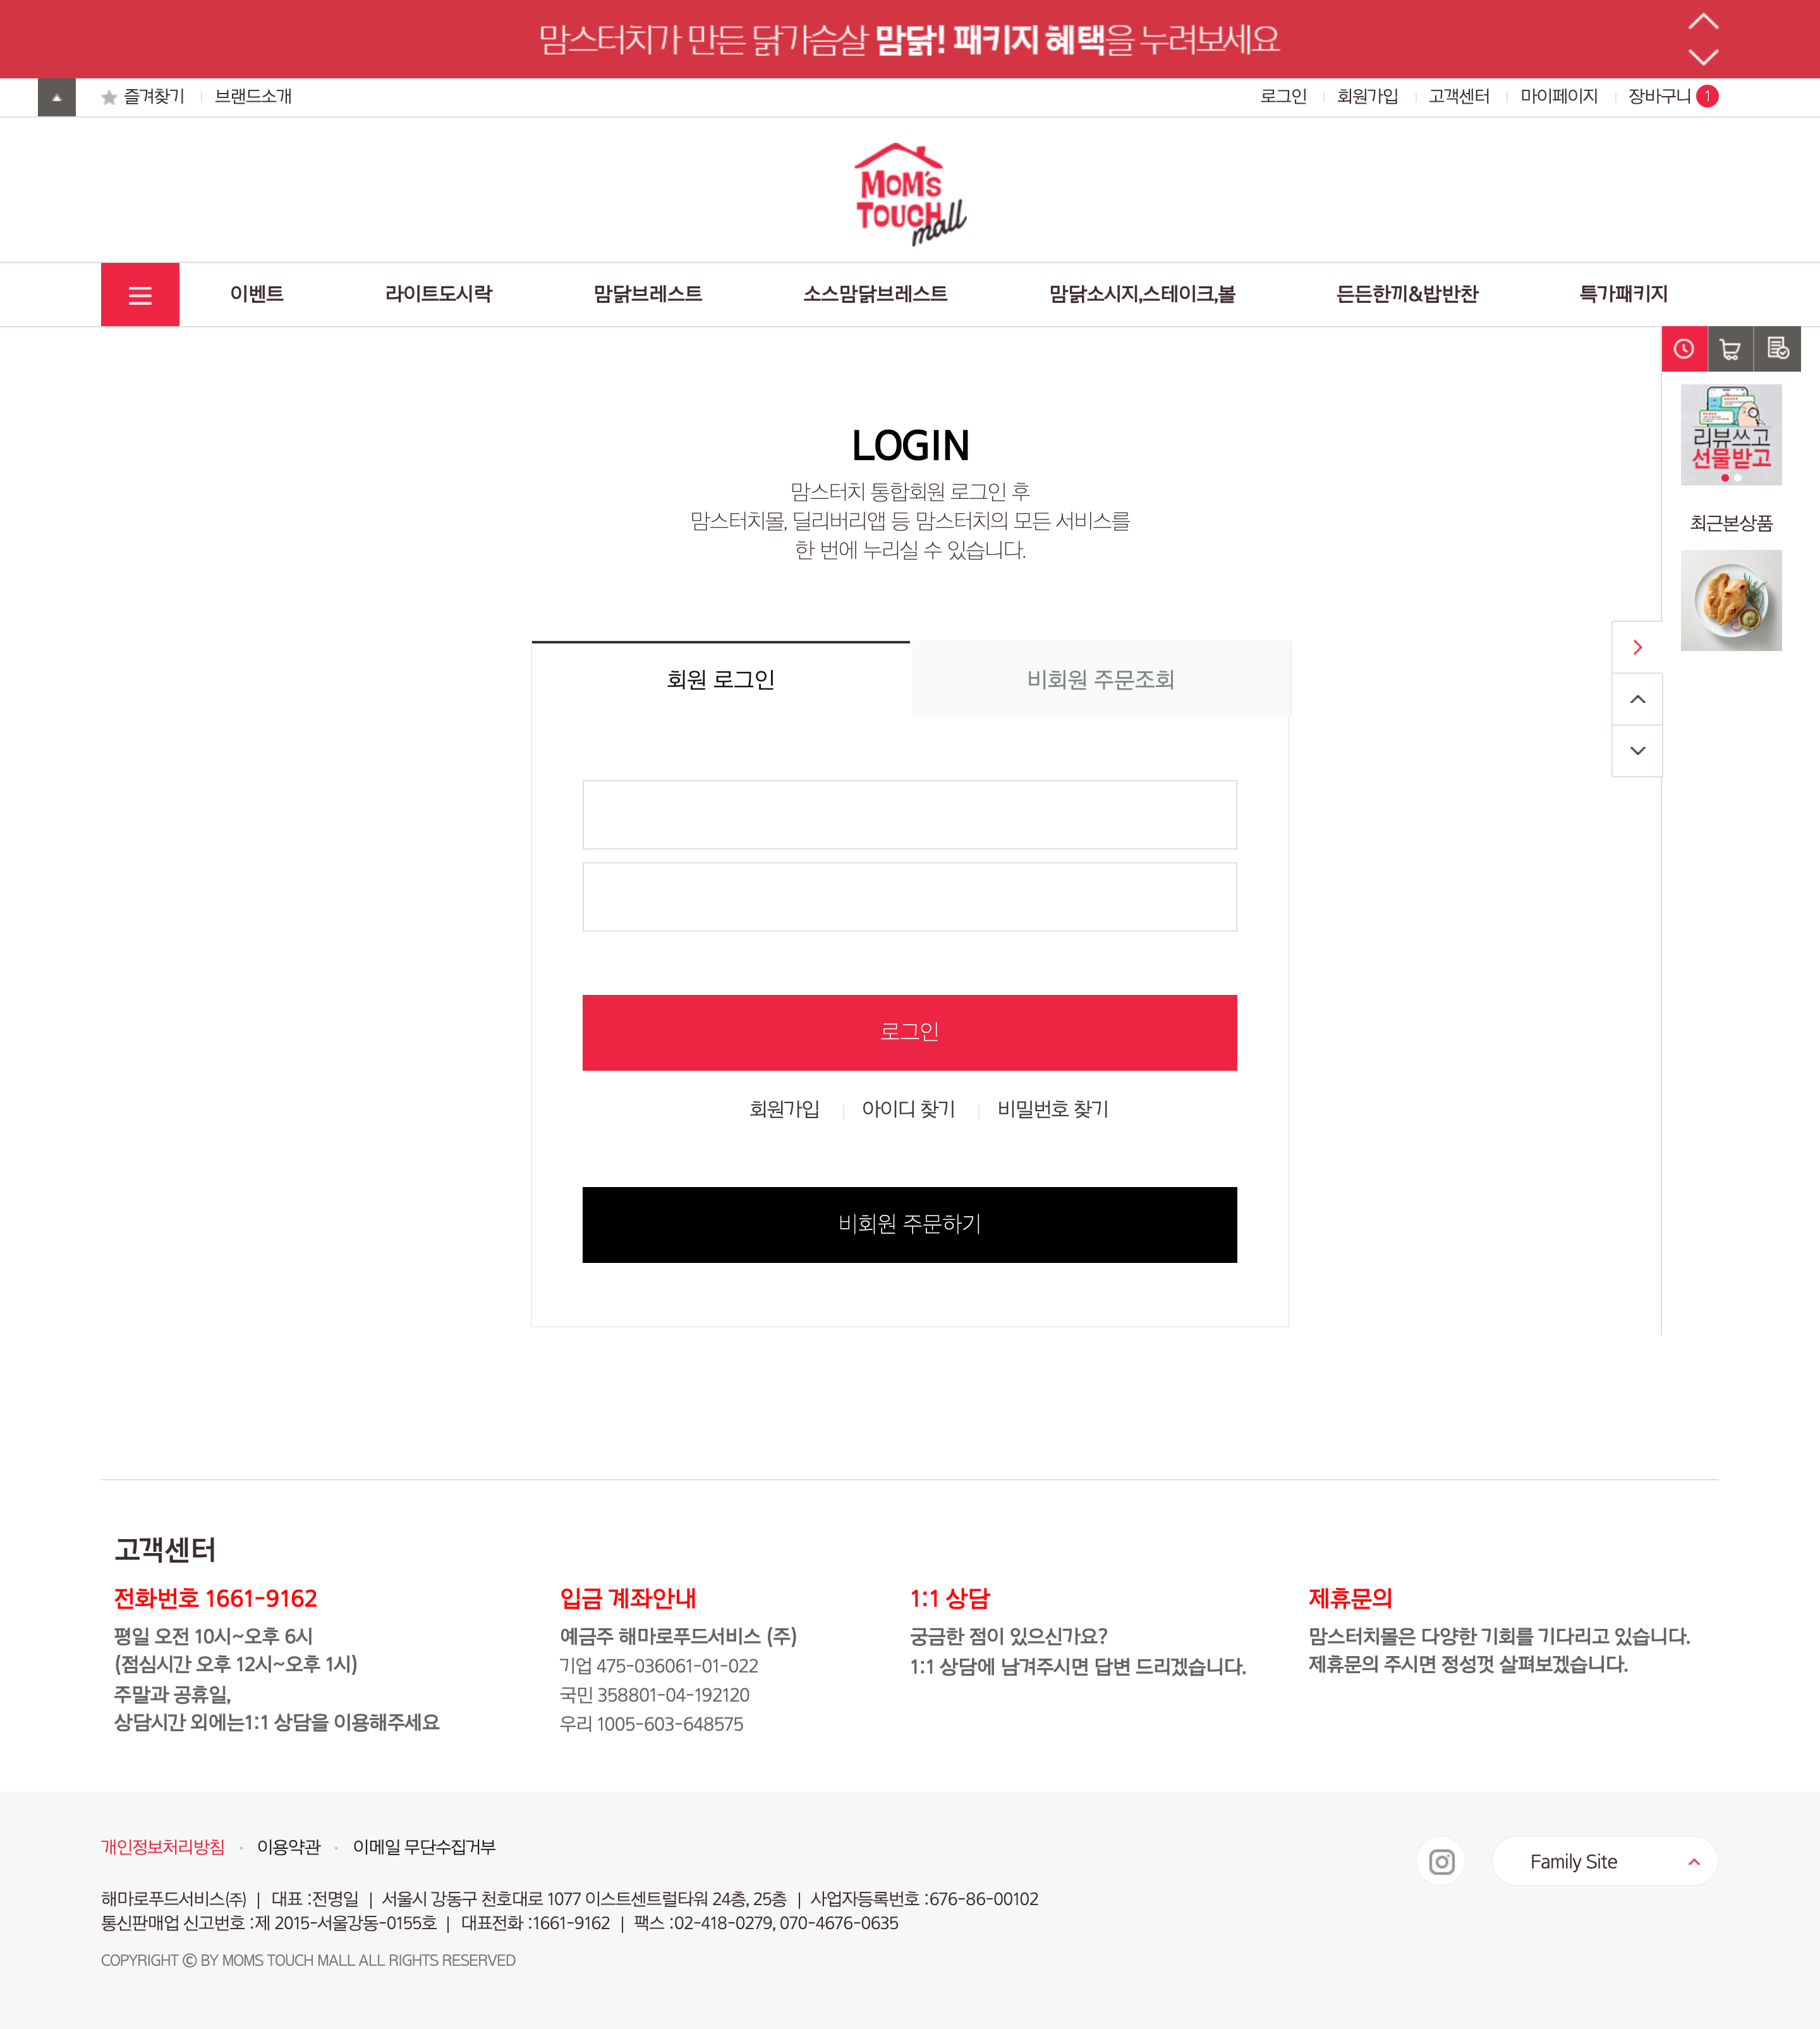 맘스터치가 만든 닭가슴살 맘닭! 패키지 혜택을 누려보세요
즐겨찾기 브랜드소개 로그인 회원가입 고객센터 마이페이지 장바구니 1
MOM's
TOUCH
mall
이벤트 라이트도시락 맘닭브레스트 소스맘닭브레스트 맘닭소시지,스테이크,볼 든든한끼&밥반찬 특가패키지
리뷰쓰고
선물받고
최근본상품
LOGIN
맘스터치 통합회원 로그인 후
맘스터치몰, 딜리버리앱 등 맘스터치의 모든 서비스를
한 번에 누리실 수 있습니다.
회원 로그인 비회원 주문조회
로그인
회원가입 아이디 찾기 비밀번호 찾기
비회원 주문하기
고객센터
전화번호 1661-9162
평일 오전 10시~오후 6시
(점심시간 오후 12시~오후 1시)
주말과 공휴일,
상담시간 외에는1:1 상담을 이용해주세요
입금 계좌안내
예금주 해마로푸드서비스 (주)
기업 475-036061-01-022
국민 358801-04-192120
우리 1005-603-648575
1:1 상담
궁금한 점이 있으신가요?
1:1 상담에 남겨주시면 답변 드리겠습니다.
제휴문의
맘스터치몰은 다양한 기회를 기다리고 있습니다.
제휴문의 주시면 정성껏 살펴보겠습니다.
개인정보처리방침 · 이용약관 · 이메일 무단수집거부
Family Site
해마로푸드서비스(주) | 대표 :전명일 | 서울시 강동구 천호대로 1077 이스트센트럴타워 24층, 25층 | 사업자등록번호 :676-86-00102
통신판매업 신고번호 :제 2015-서울강동-0155호 | 대표전화 :1661-9162 | 팩스 :02-418-0279, 070-4676-0635
COPYRIGHT ⓒ BY MOMS TOUCH MALL ALL RIGHTS RESERVED